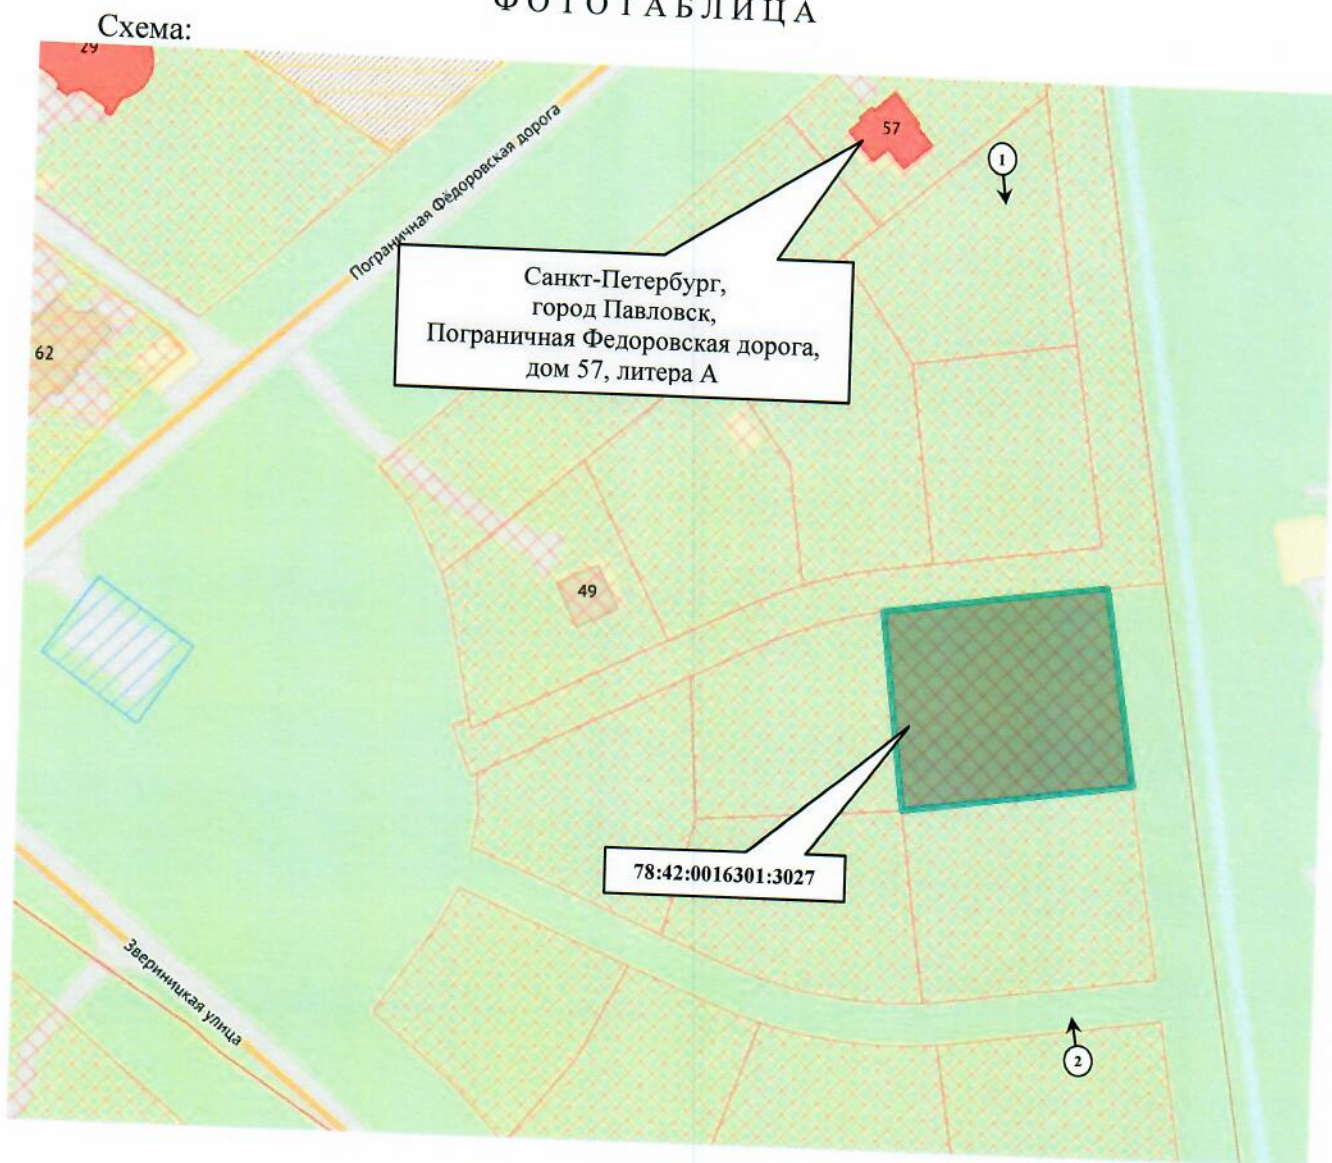 ФОТОТАБЛИЦА
Схема:
29
57
1
Пограничная Фёдоровская дорога
Санкт-Петербург,
город Павловск,
Пограничная Федоровская дорога,
дом 57, литера А
62
49
78:42:0016301:3027
Звериницкая улица
2